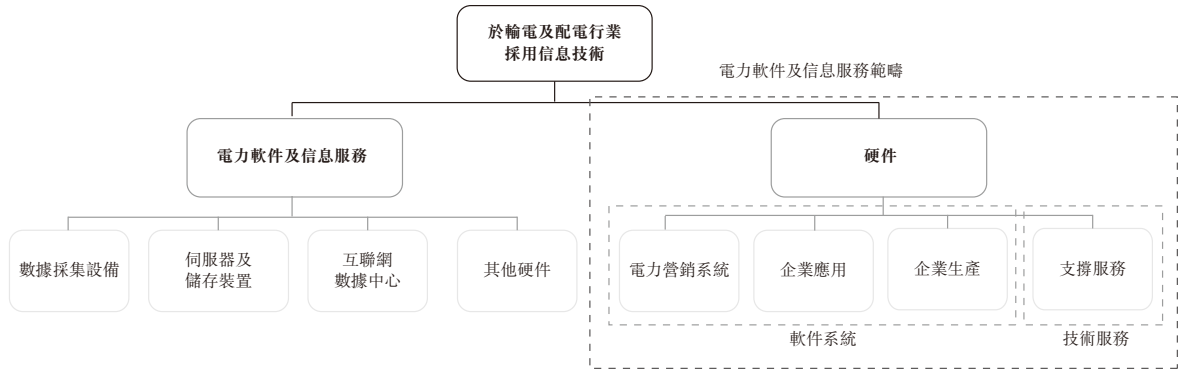 於輸電及配電行業
採用信息技術
電力軟件及信息服務範疇
電力軟件及信息服務
硬件
數據採集設備
伺服器及
儲存裝置
互聯網
數據中心
其他硬件
電力營銷系統
企業應用
企業生產
支撐服務
軟件系統
技術服務